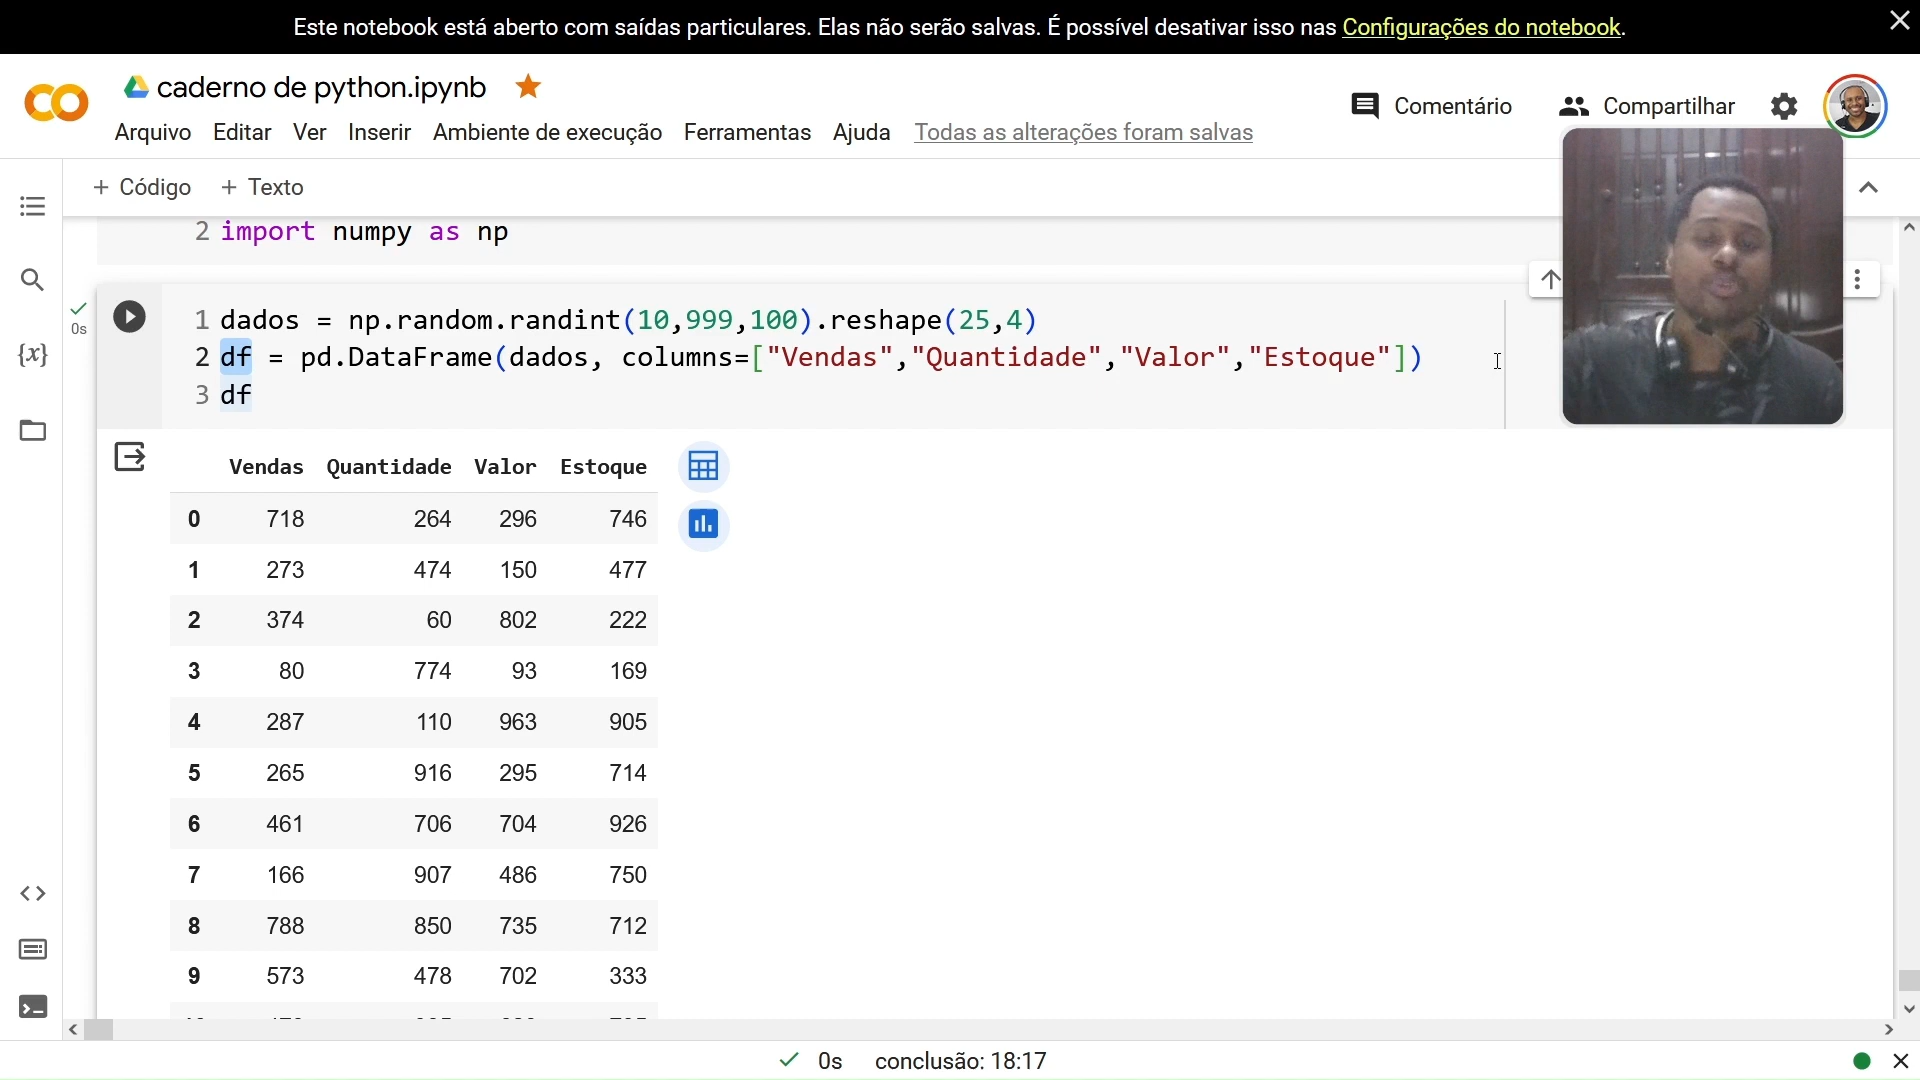 Este notebook está aberto com saídas particulares. Elas não serão salvas. É possível desativar isso nas Configurações do notebook.
caderno de python.ipynb
Comentário Compartilhar
Arquivo Editar Ver Inserir Ambiente de execução Ferramentas Ajuda Todas as alterações foram salvas
+ Código + Texto
2 import numpy as np
0s
1 dados = np.random.randint(10,999,100).reshape(25,4)
{x}
2 df = pd.DataFrame(dados, columns=["Vendas","Quantidade","Valor","Estoque"])
3 df
Vendas Quantidade Valor Estoque
0 718 264 296 746
1 273 474 150 477
2 374 60 802 222
3 80 774 93 169
4 287 110 963 905
5 265 916 295 714
6 461 706 704 926
7 166 907 486 750
8 788 850 735 712
9 573 478 702 333
0s conclusão: 18:17